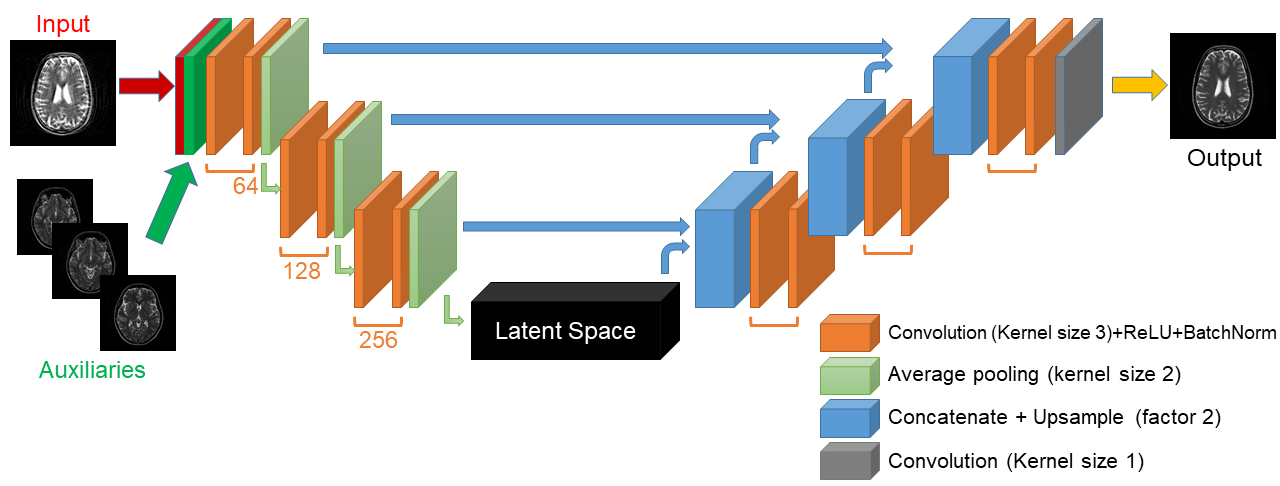 Input
64
128
256
Auxiliaries
Latent Space
Output
Convolution (Kernel size 3)+ReLU+BatchNorm
Average pooling (kernel size 2)
Concatenate + Upsample (factor 2)
Convolution (Kernel size 1)